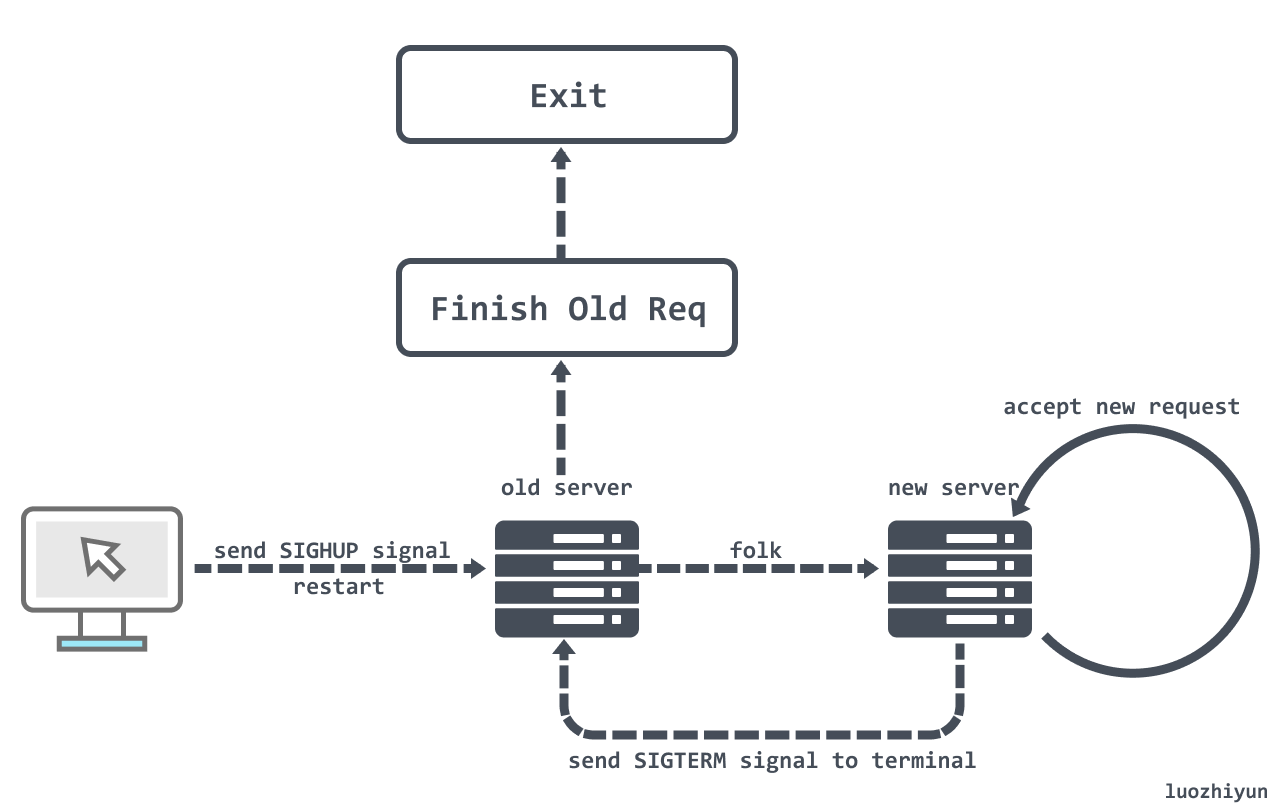 Exit
Finish Old Req
accept new request
old server
new server
send SIGHUP signal
restart
folk
send SIGTERM signal to terminal
luozhiyun